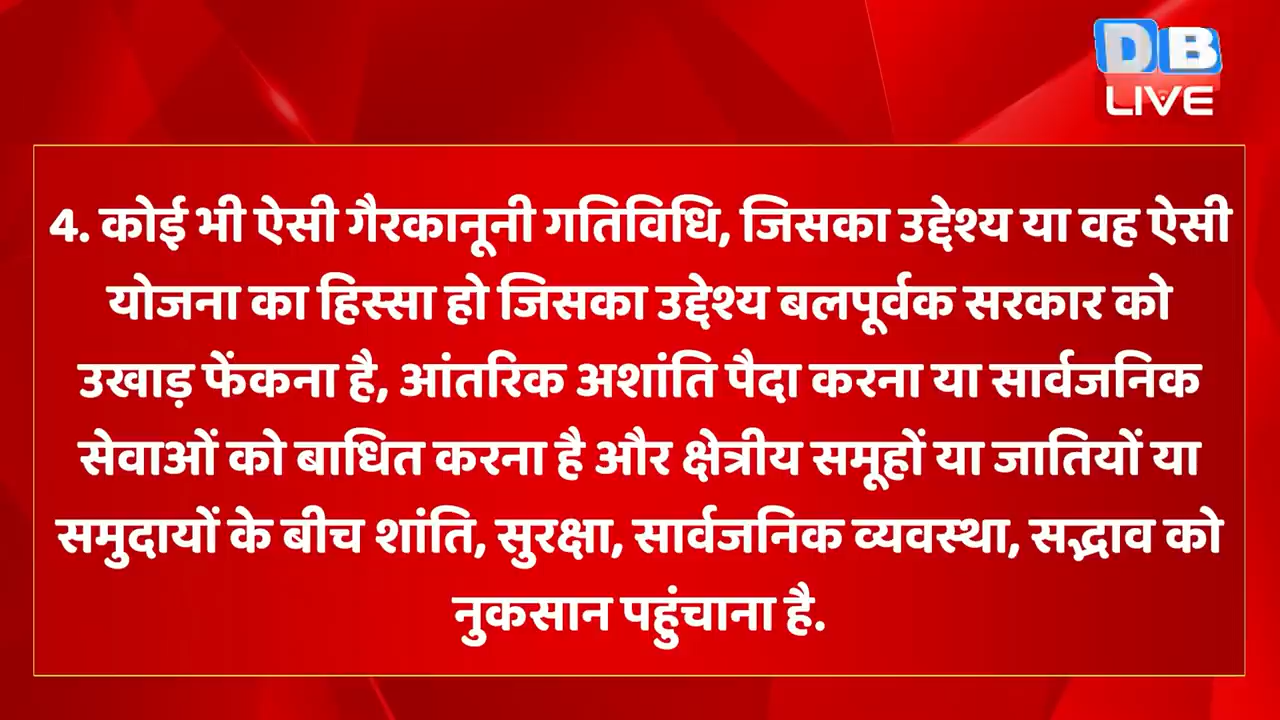 DB
LIVE
4. कोई भी ऐसी गैरकानूनी गतिविधि, जिसका उद्देश्य या वह ऐसी
योजना का हिस्सा हो जिसका उद्देश्य बलपूर्वक सरकार को
उखाड़ फेंकना है, आंतरिक अशांति पैदा करना या सार्वजनिक
सेवाओं को बाधित करना है और क्षेत्रीय समूहों या जातियों या
समुदायों के बीच शांति, सुरक्षा, सार्वजनिक व्यवस्था, सद्भाव को
नुकसान पहुंचाना है.